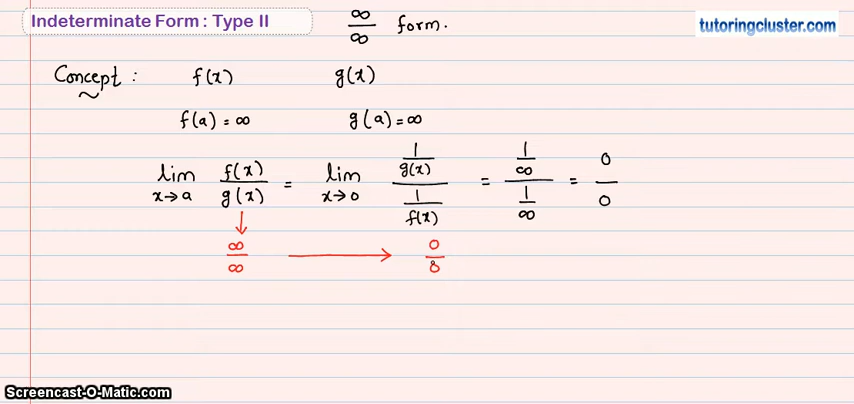 Indeterminate Form : Type II
∞/∞ form.
tutoringcluster.com
Concept : f(x) g(x)
f(a) = ∞ g(a) = ∞
lim x→a f(x)/g(x) = lim x→0 (1/g(x))/(1/f(x)) = (1/∞)/(1/∞) = 0/0
∞/∞ → 0/8
Screencast-O-Matic.com